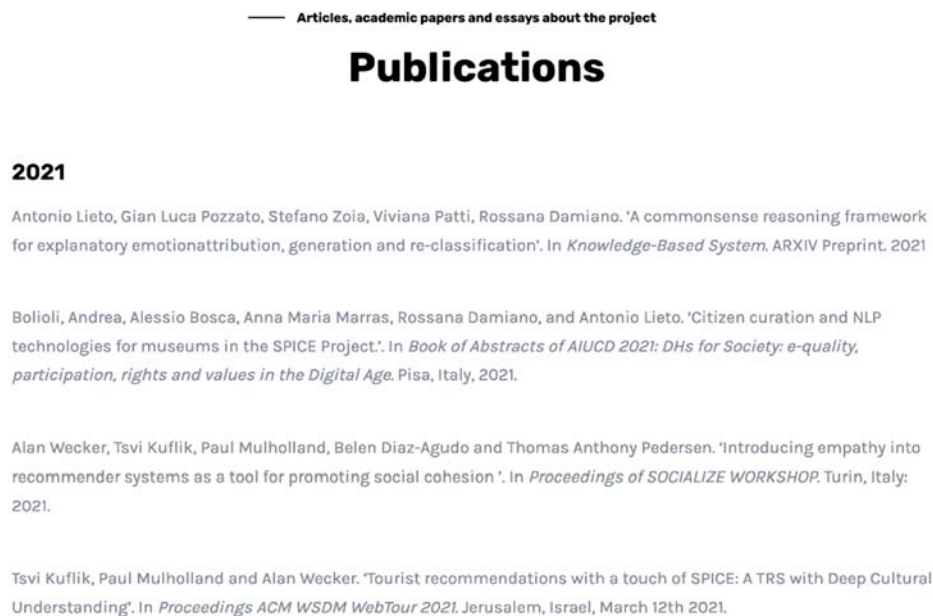 Articles, academic papers and essays about the project
Publications
2021
Antonio Lieto, Gian Luca Pozzato, Stefano Zoia, Viviana Patti, Rossana Damiano. ‘A commonsense reasoning framework
for explanatory emotionattribution, generation and re-classification’. In Knowledge-Based System. ARXIV Preprint. 2021
Bolioli, Andrea, Alessio Bosca, Anna Maria Marras, Rossana Damiano, and Antonio Lieto. ‘Citizen curation and NLP
technologies for museums in the SPICE Project.’. In Book of Abstracts of AIUCD 2021: DHs for Society: e-quality,
participation, rights and values in the Digital Age. Pisa, Italy, 2021.
Alan Wecker, Tsvi Kuflik, Paul Mulholland, Belen Diaz-Agudo and Thomas Anthony Pedersen. ‘Introducing empathy into
recommender systems as a tool for promoting social cohesion ’. In Proceedings of SOCIALIZE WORKSHOP. Turin, Italy:
2021.
Tsvi Kuflik, Paul Mulholland and Alan Wecker. ‘Tourist recommendations with a touch of SPICE: A TRS with Deep Cultural
Understanding’. In Proceedings ACM WSDM WebTour 2021. Jerusalem, Israel, March 12th 2021.